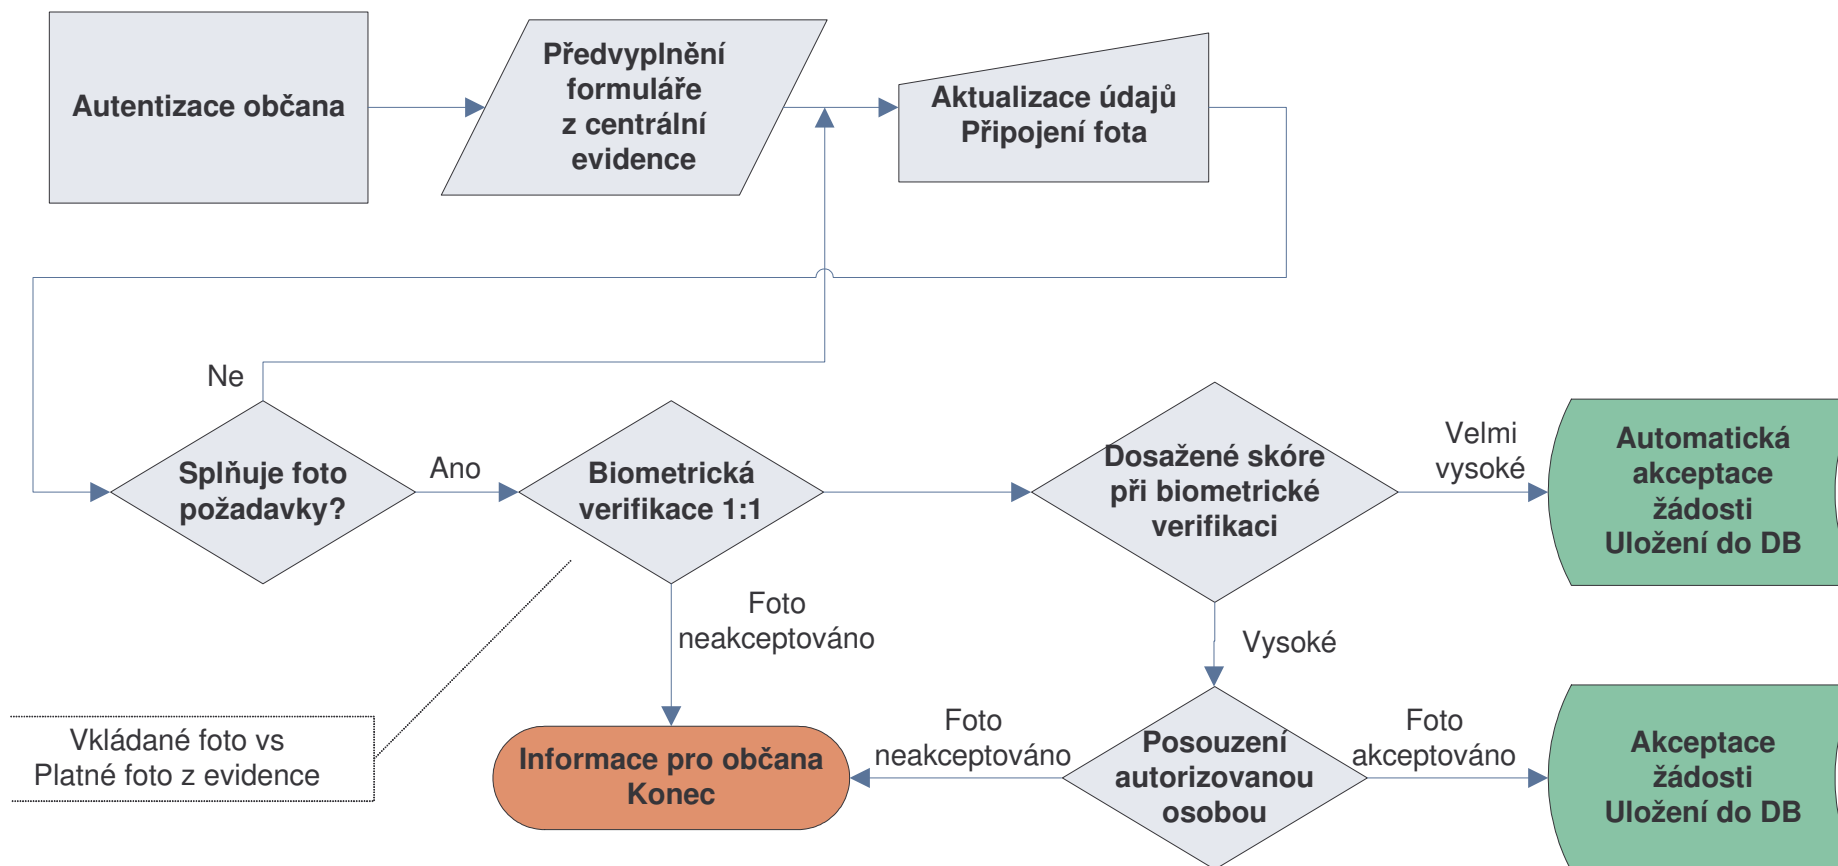 Autentizace občana
Předvyplnění
formuláře
z centrální
evidence
Aktualizace údajů
Připojení fota
Ne
Splňuje foto
požadavky?
Ano
Biometrická
verifikace 1:1
Dosažené skóre
při biometrické
verifikaci
Velmi
vysoké
Automatická
akceptace
žádosti
Uložení do DB
Foto
neakceptováno
Vysoké
Vkládané foto vs
Platné foto z evidence
Informace pro občana
Konec
Foto
neakceptováno
Posouzení
autorizovanou
osobou
Foto
akceptováno
Akceptace
žádosti
Uložení do DB